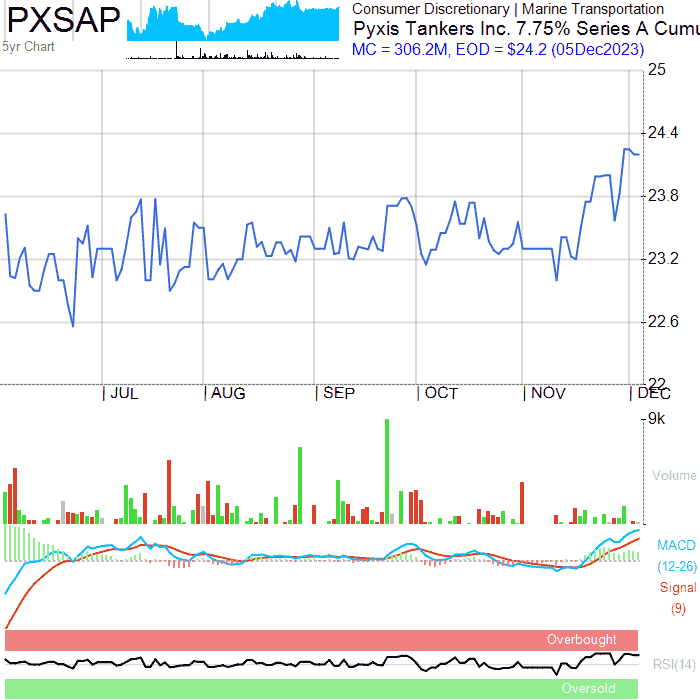 PXSAP
5yr Chart
Consumer Discretionary | Marine Transportation
Pyxis Tankers Inc. 7.75% Series A Cumu
MC = 306.2M, EOD = $24.2 (05Dec2023)
25
24.4
23.8
23.2
22.6
22
JUL AUG SEP OCT NOV DEC
9k
Volume
MACD
(12-26)
Signal
(9)
Overbought
RSI(14)
Oversold